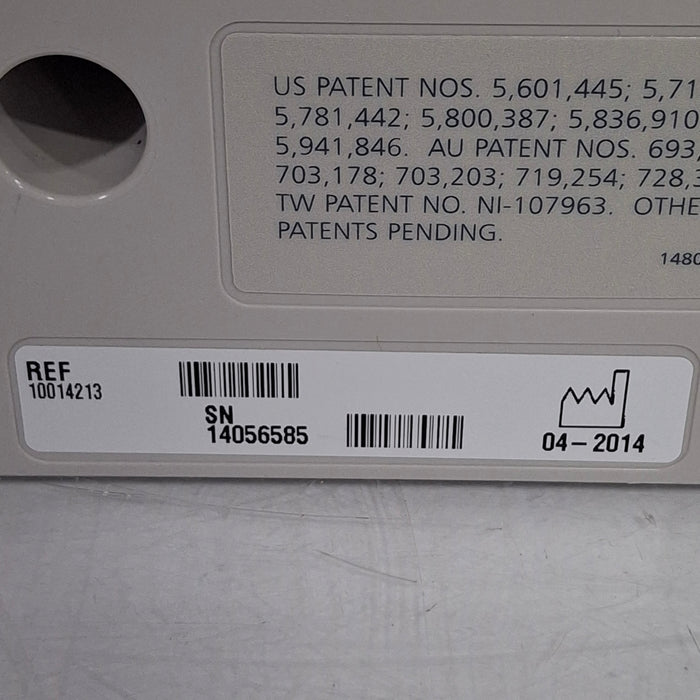 US PATENT NOS. 5,601,445; 5,71
5,781,442; 5,800,387; 5,836,910
5,941,846. AU PATENT NOS. 693,
703,178; 703,203; 719,254; 728,3
TW PATENT NO. NI-107963. OTHE
PATENTS PENDING.
1480
REF
10014213
SN
14056585
04-2014